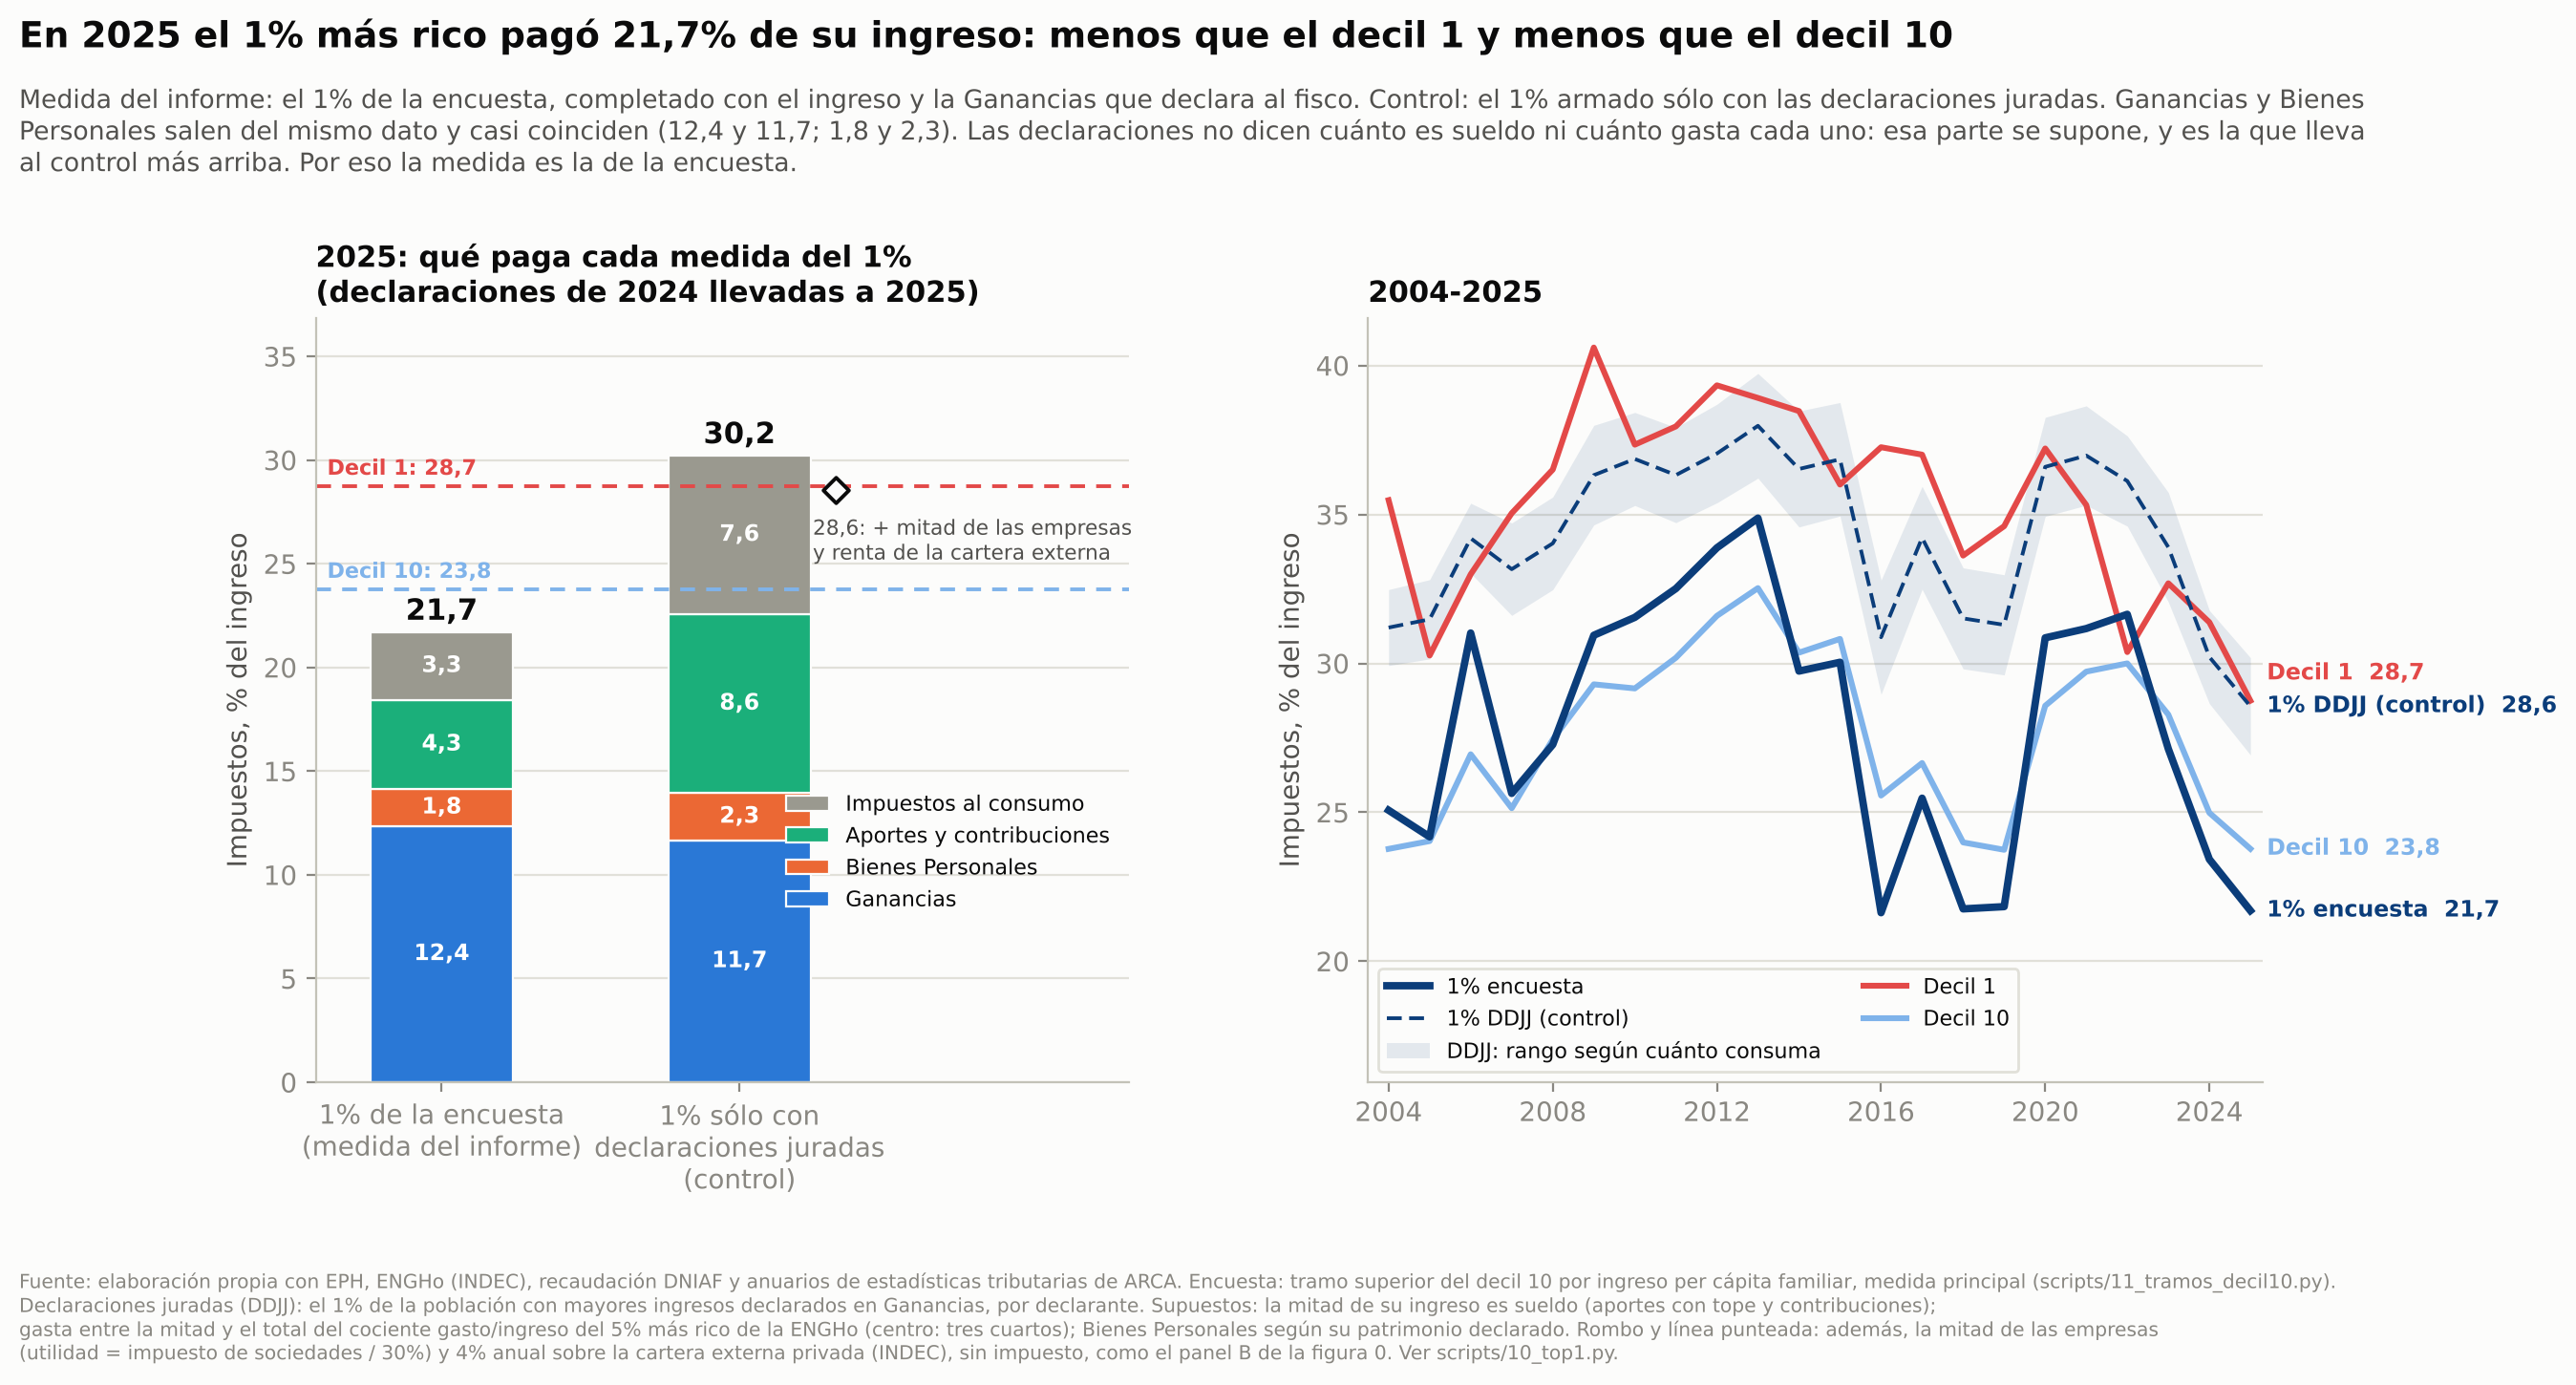 En 2025 el 1% más rico pagó 21,7% de su ingreso: menos que el decil 1 y menos que el decil 10
Medida del informe: el 1% de la encuesta, completado con el ingreso y la Ganancias que declara al fisco. Control: el 1% armado sólo con las declaraciones juradas. Ganancias y Bienes
Personales salen del mismo dato y casi coinciden (12,4 y 11,7; 1,8 y 2,3). Las declaraciones no dicen cuánto es sueldo ni cuánto gasta cada uno: esa parte se supone, y es la que lleva
al control más arriba. Por eso la medida es la de la encuesta.
2025: qué paga cada medida del 1%
(declaraciones de 2024 llevadas a 2025)
Impuestos, % del ingreso
35
30
25
20
15
10
5
0
Decil 1: 28,7
Decil 10: 23,8
21,7
3,3
4,3
1,8
12,4
30,2
7,6
8,6
2,3
11,7
28,6: + mitad de las empresas
y renta de la cartera externa
Impuestos al consumo
Aportes y contribuciones
Bienes Personales
Ganancias
1% de la encuesta
(medida del informe)
1% sólo con
declaraciones juradas
(control)
2004-2025
Impuestos, % del ingreso
40
35
30
25
20
Decil 1 28,7
1% DDJJ (control) 28,6
Decil 10 23,8
1% encuesta 21,7
1% encuesta
1% DDJJ (control)
DDJJ: rango según cuánto consuma
Decil 1
Decil 10
2004
2008
2012
2016
2020
2024
Fuente: elaboración propia con EPH, ENGHo (INDEC), recaudación DNIAF y anuarios de estadísticas tributarias de ARCA. Encuesta: tramo superior del decil 10 por ingreso per cápita familiar, medida principal (scripts/11_tramos_decil10.py).
Declaraciones juradas (DDJJ): el 1% de la población con mayores ingresos declarados en Ganancias, por declarante. Supuestos: la mitad de su ingreso es sueldo (aportes con tope y contribuciones);
gasta entre la mitad y el total del cociente gasto/ingreso del 5% más rico de la ENGHo (centro: tres cuartos); Bienes Personales según su patrimonio declarado. Rombo y línea punteada: además, la mitad de las empresas
(utilidad = impuesto de sociedades / 30%) y 4% anual sobre la cartera externa privada (INDEC), sin impuesto, como el panel B de la figura 0. Ver scripts/10_top1.py.